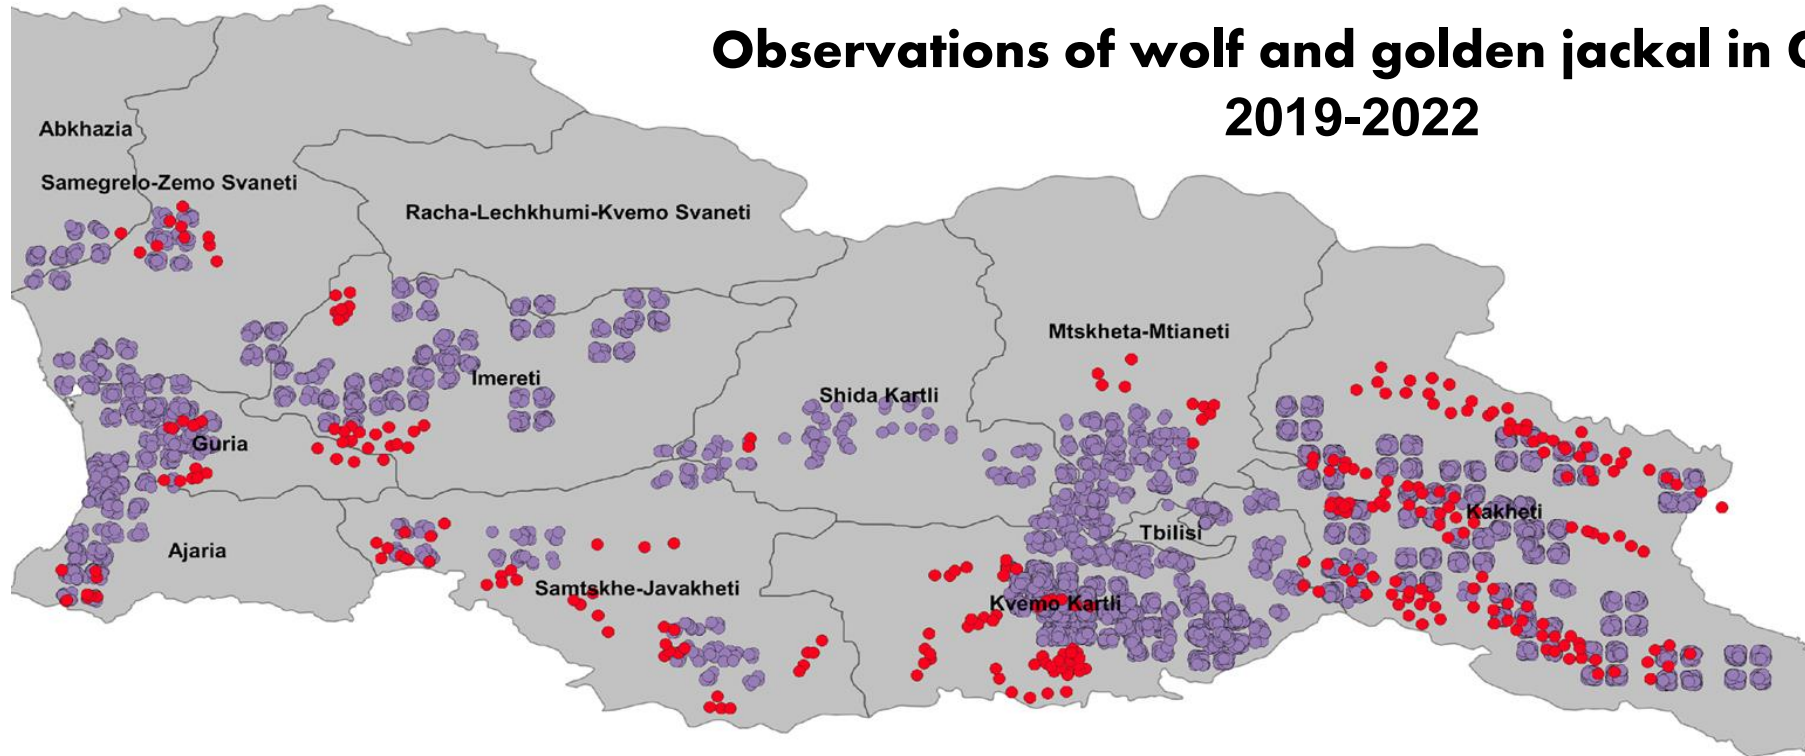 Observations of wolf and golden jackal in
2019-2022
Abkhazia
Samegrelo-Zemo Svaneti
Racha-Lechkhumi-Kvemo Svaneti
Mtskheta-Mtianeti
Imereti
Shida Kartli
Guria
Kakheti
Tbilisi
Ajaria
Samtskhe-Javakheti
Kvemo Kartli